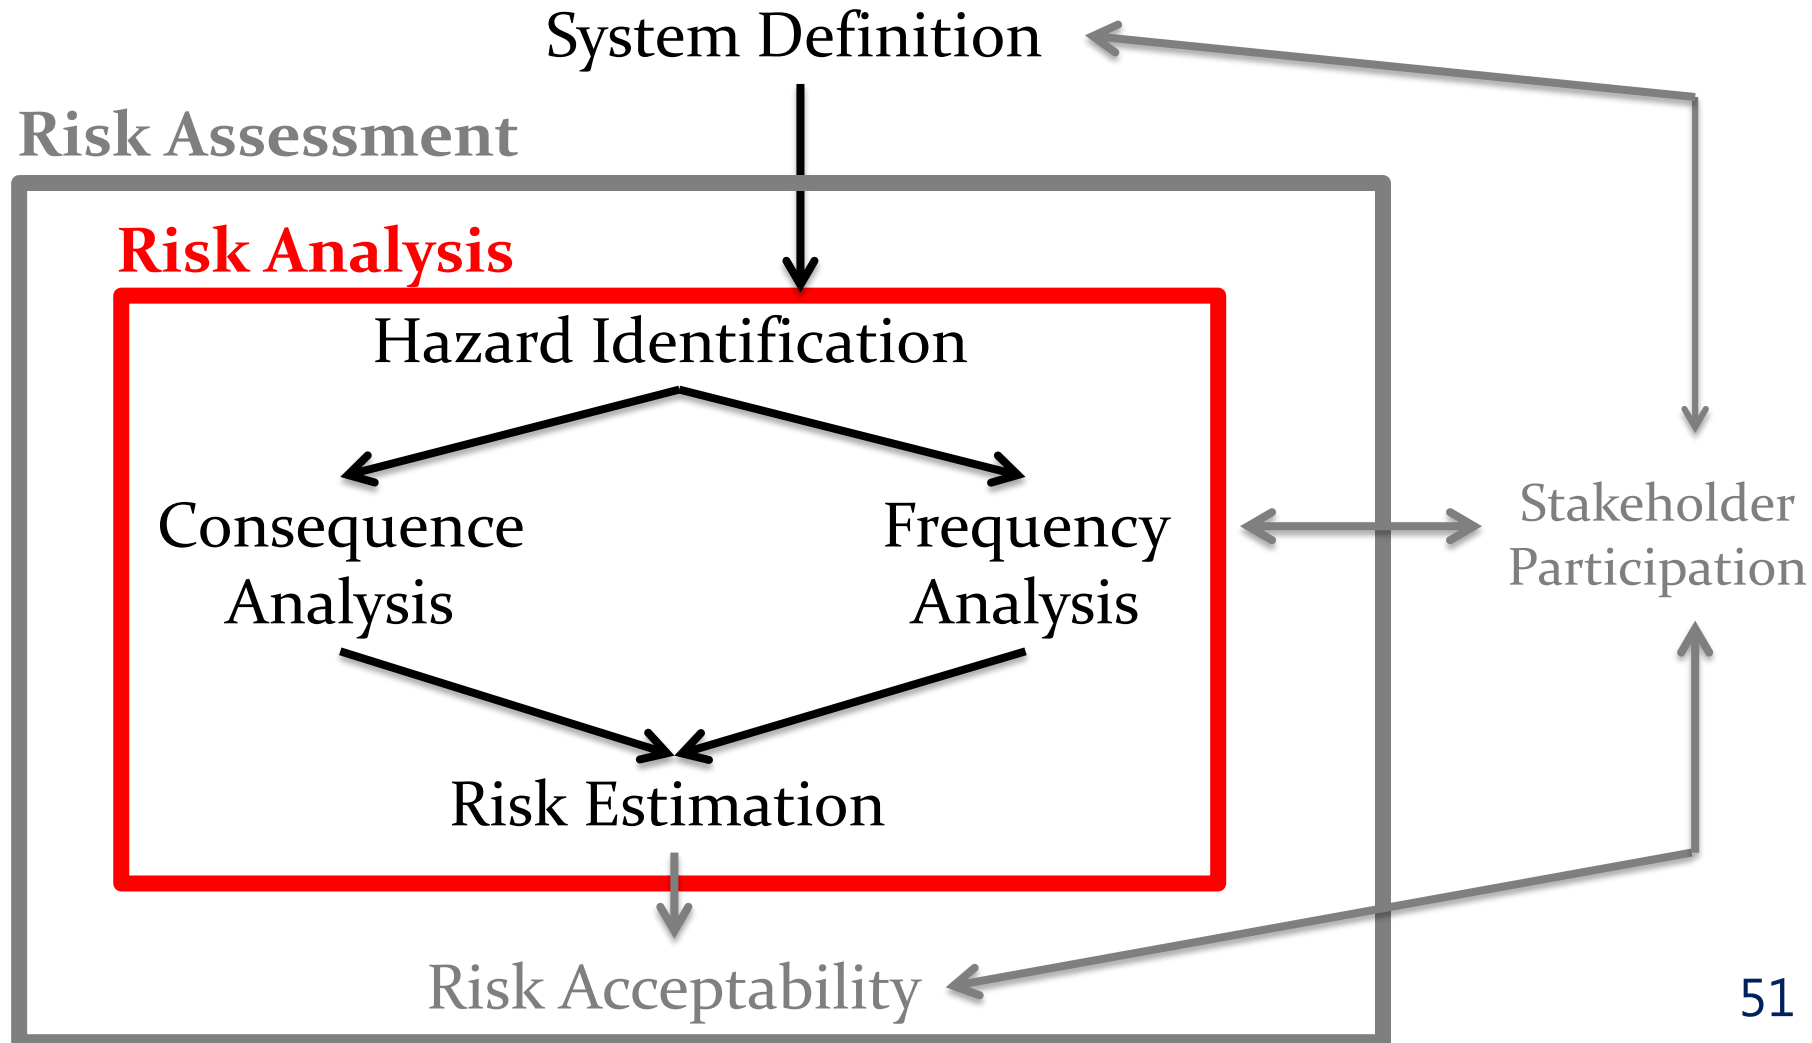 System Definition
Risk Assessment
Risk Analysis
Hazard Identification
Consequence
Analysis
Frequency
Analysis
Stakeholder
Participation
Risk Estimation
Risk Acceptability
51